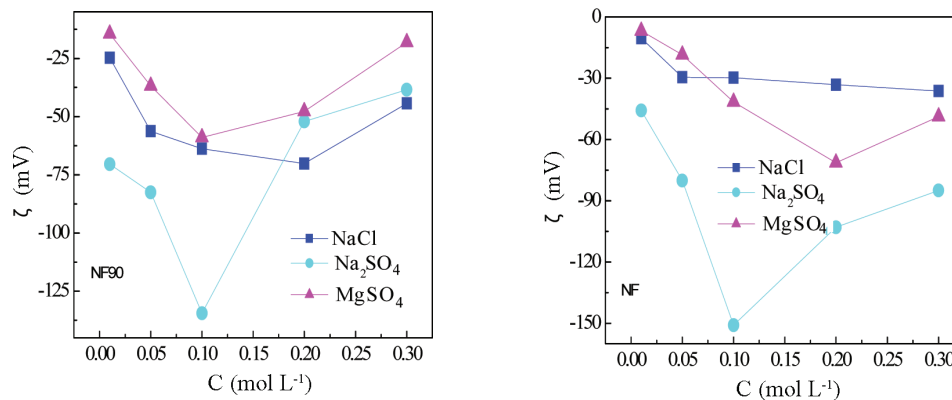 -25
-50
-75
-100
-125
ζ (mV)
NaCl
Na₂SO₄
MgSO₄
NF90
0.00 0.05 0.10 0.15 0.20 0.25 0.30
C (mol L⁻¹)
0
-30
-60
-90
-120
-150
ζ (mV)
NaCl
Na₂SO₄
MgSO₄
NF
0.00 0.05 0.10 0.15 0.20 0.25 0.30
C (mol L⁻¹)